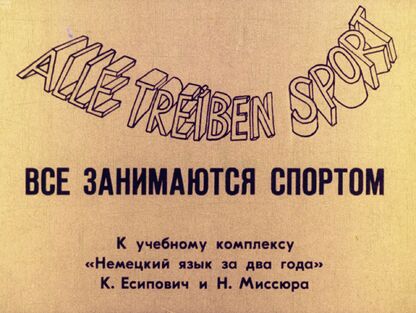 ALLE TREIBEN SPORT
ВСЕ ЗАНИМАЮТСЯ СПОРТОМ
К учебному комплексу
«Немецкий язык за два года»
К. Есипович и Н. Миссюра